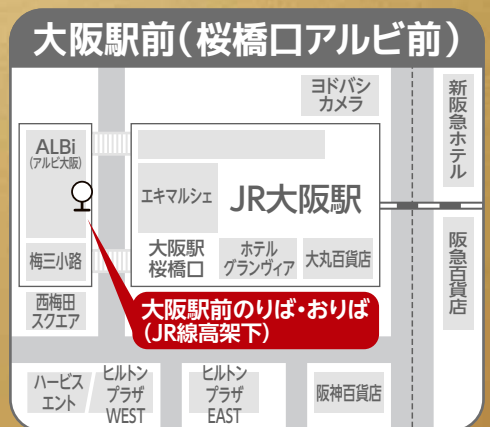 大阪駅前(桜橋口アルビ前)
ヨドバシ
カメラ
新阪急ホテル
ALBi
(アルビ大阪)
エキマルシェ
JR大阪駅
梅三小路
大阪駅
桜橋口
ホテル
グランヴィア
大丸百貨店
阪急百貨店
西梅田
スクエア
大阪駅前のりば・おりば
(JR線高架下)
ハービス
エント
ヒルトン
プラザ
WEST
ヒルトン
プラザ
EAST
阪神百貨店